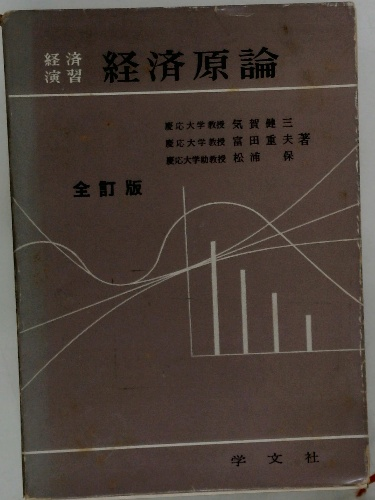 経済演習 経済原論
慶応大学教授 気賀健三
慶応大学教授 富田重夫 著
慶応大学助教授 松浦 保
全訂版
学文社